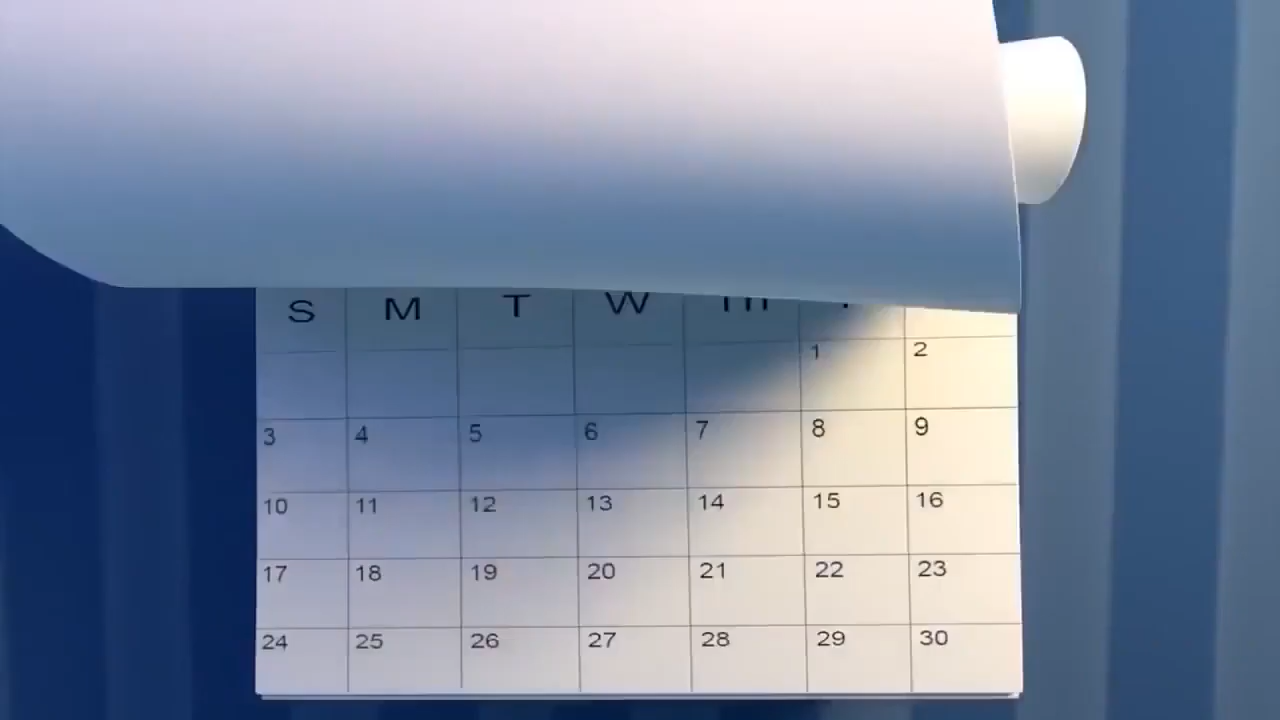 S M T W
1 2
3 4 5 6 7 8 9
10 11 12 13 14 15 16
17 18 19 20 21 22 23
24 25 26 27 28 29 30